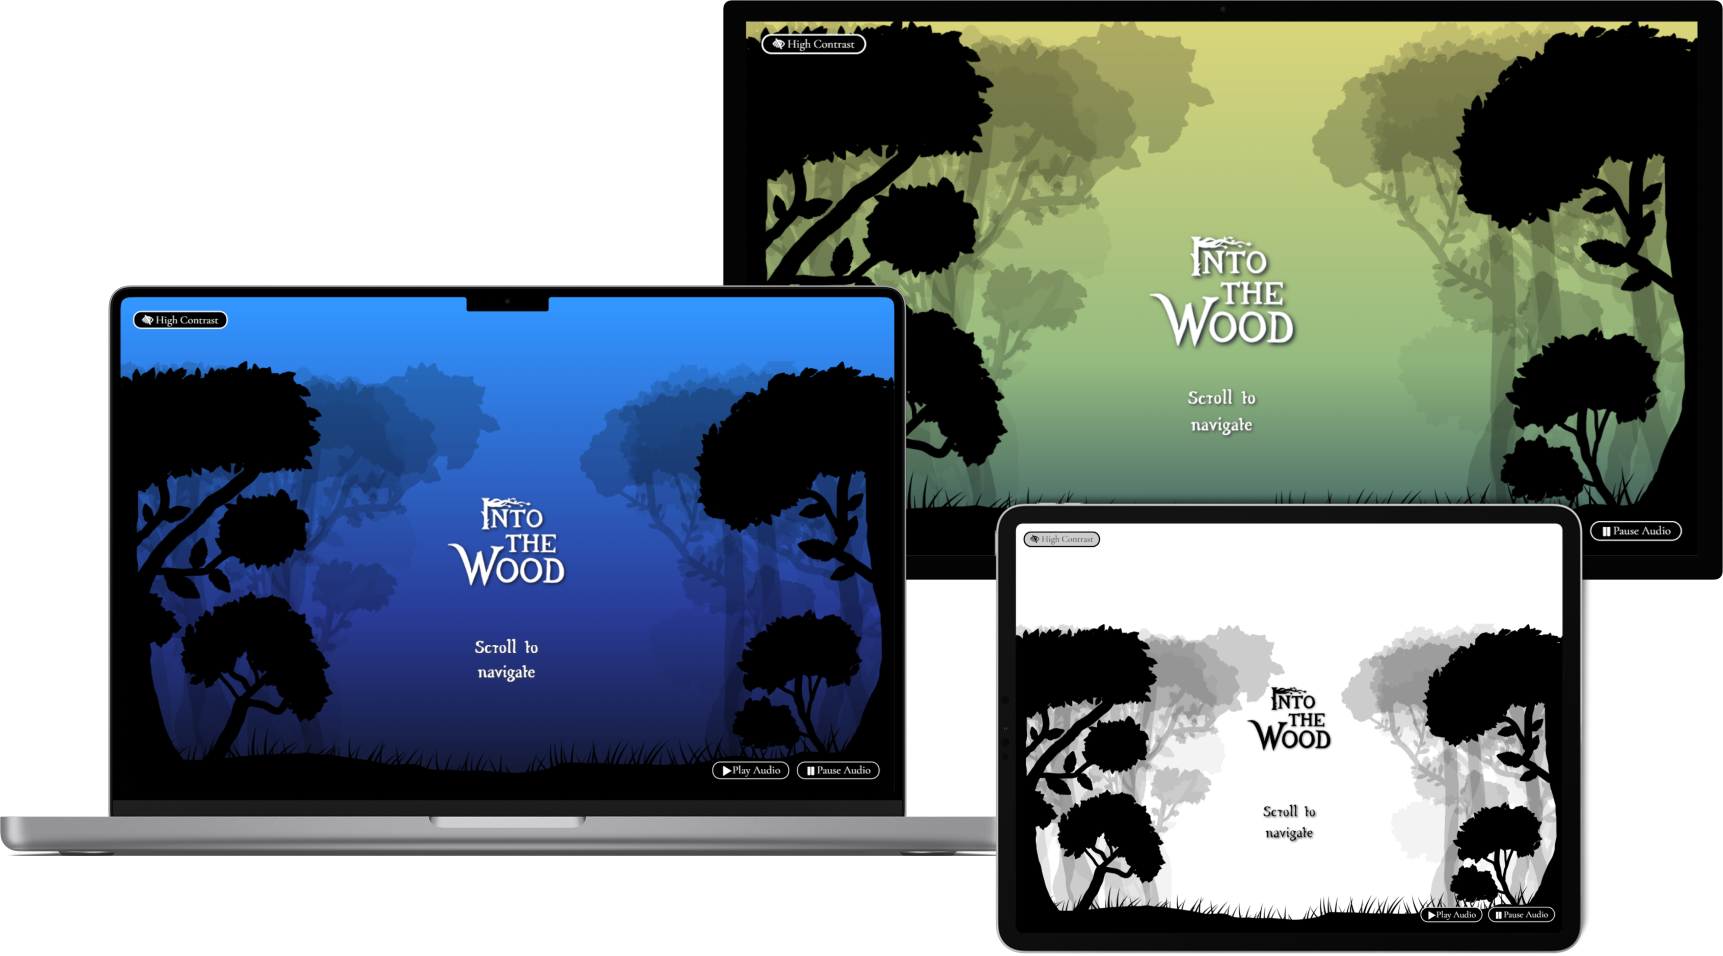 High Contrast
INTO
THE
WOOD
Scroll to
navigate
Pause Audio
High Contrast
INTO
THE
WOOD
Scroll to
navigate
Play Audio
Pause Audio
High Contrast
INTO
THE
WOOD
Scroll to
navigate
Play Audio
Pause Audio